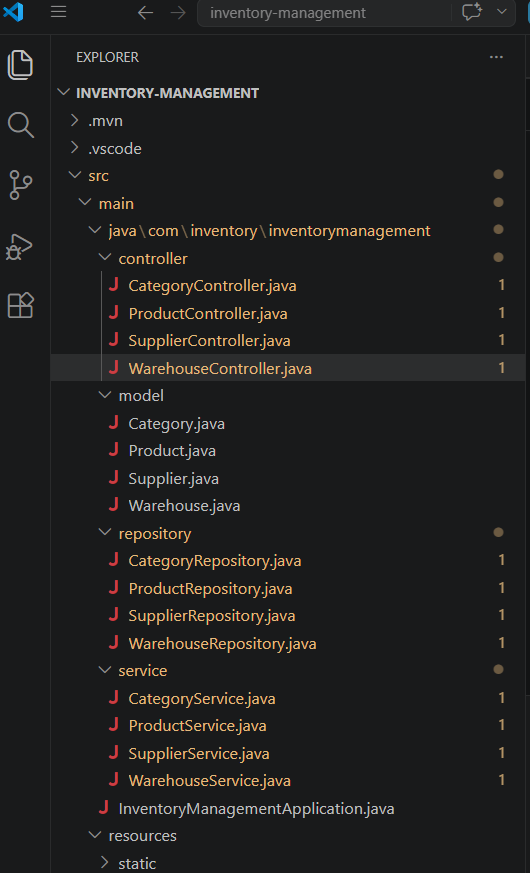 inventory-management
EXPLORER
INVENTORY-MANAGEMENT
.mvn
.vscode
src
main
java\com\inventory\inventorymanagement
controller
J CategoryController.java 1
J ProductController.java 1
J SupplierController.java 1
J WarehouseController.java 1
model
J Category.java
J Product.java
J Supplier.java
J Warehouse.java
repository
J CategoryRepository.java 1
J ProductRepository.java 1
J SupplierRepository.java 1
J WarehouseRepository.java 1
service
J CategoryService.java 1
J ProductService.java 1
J SupplierService.java 1
J WarehouseService.java 1
J InventoryManagementApplication.java
resources
static